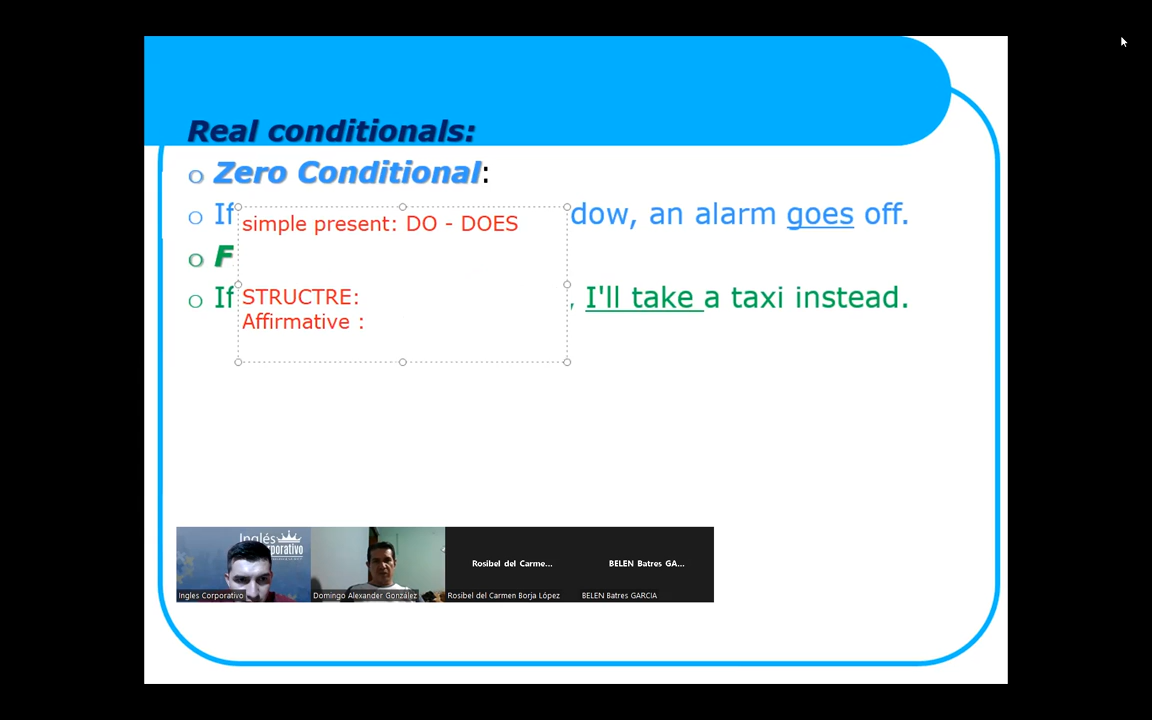 Real conditionals:
o Zero Conditional:
o If
simple present: DO - DOES
dow, an alarm goes off.
o F
o If
STRUCTRE:
Affirmative :
, I'll take a taxi instead.
Inglés
Corporativo
Rosibel del Carme...
BELEN Batres GA...
Ingles Corporativo
Domingo Alexander González
Rosibel del Carmen Borja López
BELEN Batres GARCIA